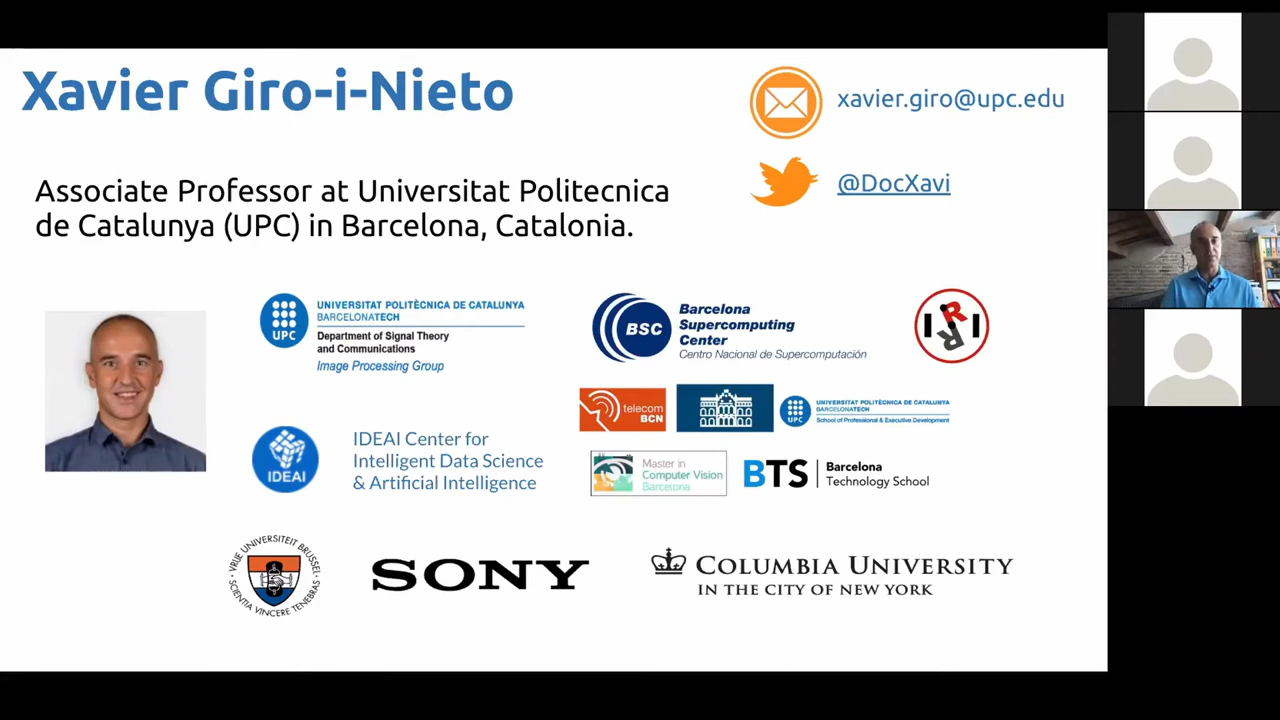 Xavier Giro-i-Nieto
xavier.giro@upc.edu
@DocXavi
Associate Professor at Universitat Politecnica
de Catalunya (UPC) in Barcelona, Catalonia.
UPC
UNIVERSITAT POLITÈCNICA DE CATALUNYA
BARCELONATECH
Department of Signal Theory
and Communications
Image Processing Group
BSC
Barcelona
Supercomputing
Center
Centro Nacional de Supercomputación
IRRI
telecom
BCN
UPC
UNIVERSITAT POLITÈCNICA DE CATALUNYA
BARCELONATECH
School of Professional & Executive Development
IDEAI
IDEAI Center for
Intelligent Data Science
& Artificial Intelligence
Master in
Computer Vision
Barcelona
BTS
Barcelona
Technology School
VRIJE UNIVERSITEIT BRUSSEL
SCIENTIA VINCERE TENEBRAS
SONY
COLUMBIA UNIVERSITY
IN THE CITY OF NEW YORK